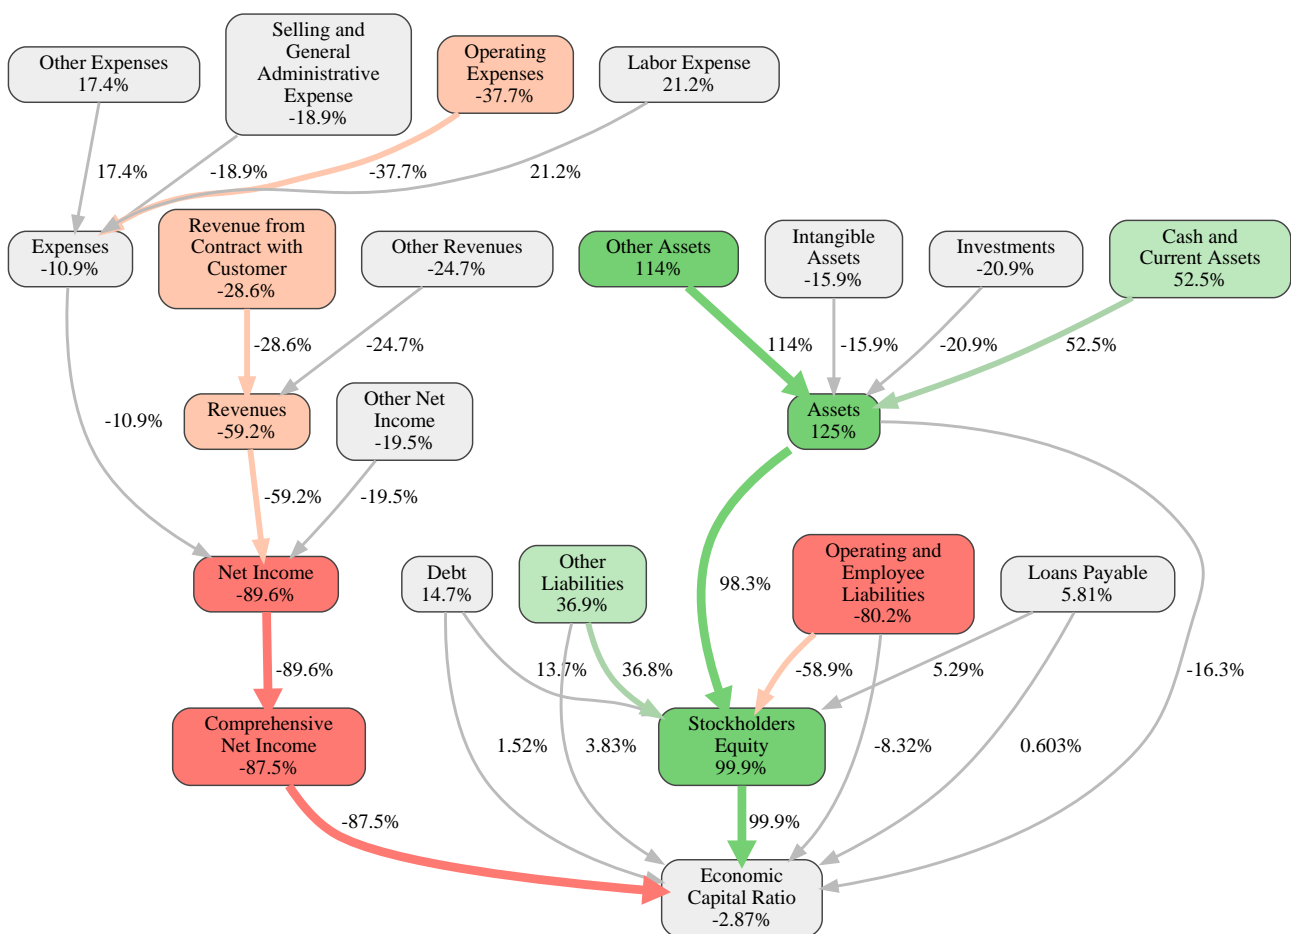 Other Expenses
17.4%
Selling and
General
Administrative
Expense
-18.9%
Operating
Expenses
-37.7%
Labor Expense
21.2%
17.4%
-18.9%
-37.7%
21.2%
Expenses
-10.9%
Revenue from
Contract with
Customer
-28.6%
Other Revenues
-24.7%
Other Assets
114%
Intangible
Assets
-15.9%
Investments
-20.9%
Cash and
Current Assets
52.5%
-28.6%
-24.7%
114%
-15.9%
-20.9%
52.5%
-10.9%
Revenues
-59.2%
Other Net
Income
-19.5%
Assets
125%
-59.2%
-19.5%
Net Income
-89.6%
Debt
14.7%
Other
Liabilities
36.9%
98.3%
Operating and
Employee
Liabilities
-80.2%
Loans Payable
5.81%
-89.6%
13.7%
36.8%
-58.9%
5.29%
-16.3%
Comprehensive
Net Income
-87.5%
Stockholders
Equity
99.9%
1.52%
3.83%
-8.32%
0.603%
-87.5%
99.9%
Economic
Capital Ratio
-2.87%